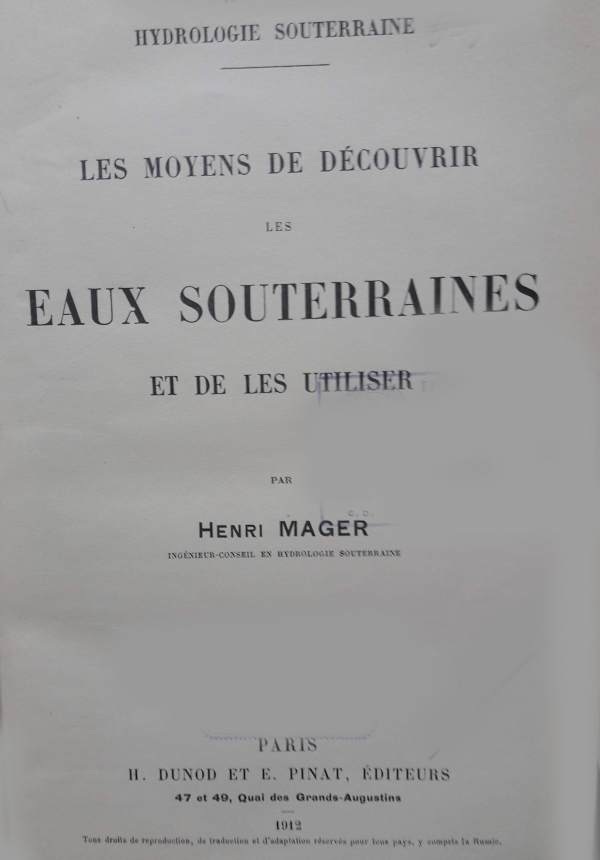 HYDROLOGIE SOUTERRAINE
LES MOYENS DE DÉCOUVRIR
LES
EAUX SOUTERRAINES
ET DE LES UTILISER
PAR
HENRI MAGER
INGÉNIEUR-CONSEIL EN HYDROLOGIE SOUTERRAINE
PARIS
H. DUNOD ET E. PINAT, ÉDITEURS
47 et 49, Quai des Grands-Augustins
1912
Tous droits de reproduction, de traduction et d'adaptation réservés pour tous pays, y compris la Russie.